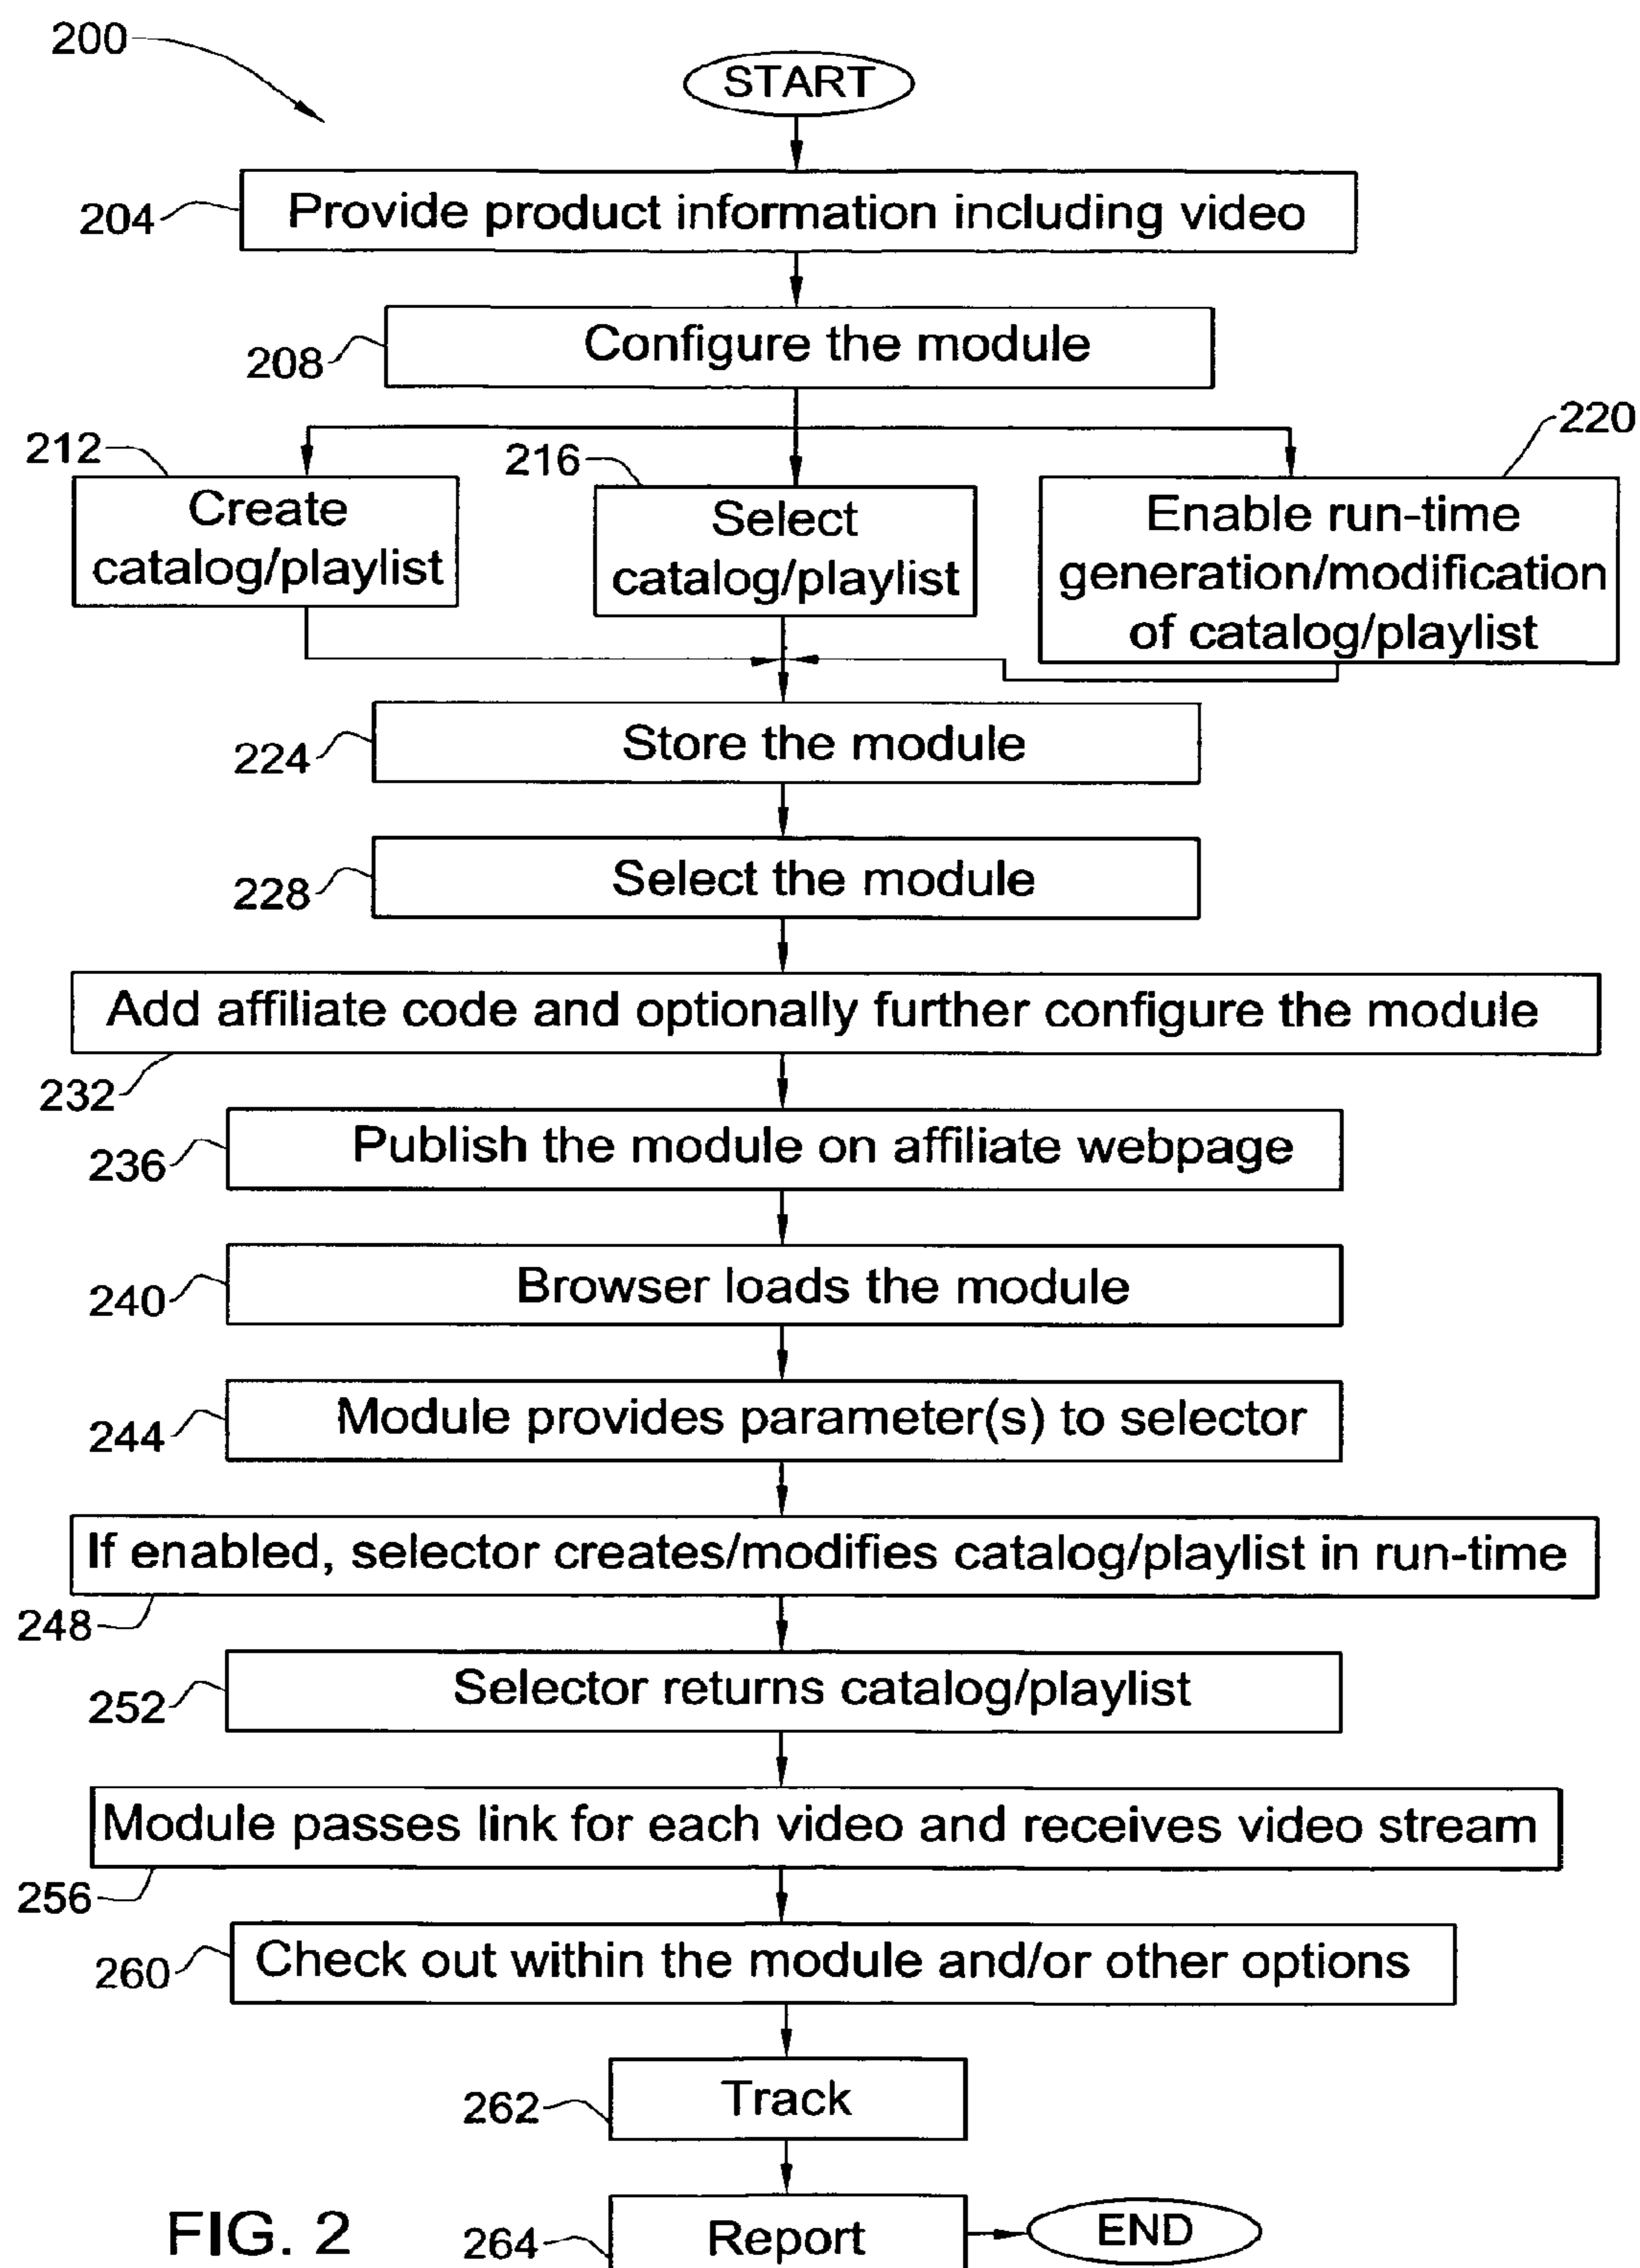 200
START
204
Provide product information including video
208
Configure the module
212
Create
catalog/playlist
216
Select
catalog/playlist
220
Enable run-time
generation/modification
of catalog/playlist
224
Store the module
228
Select the module
Add affiliate code and optionally further configure the module
232
236
Publish the module on affiliate webpage
240
Browser loads the module
244
Module provides parameter(s) to selector
If enabled, selector creates/modifies catalog/playlist in run-time
248
252
Selector returns catalog/playlist
Module passes link for each video and receives video stream
256
260
Check out within the module and/or other options
262
Track
264
Report
END
FIG. 2